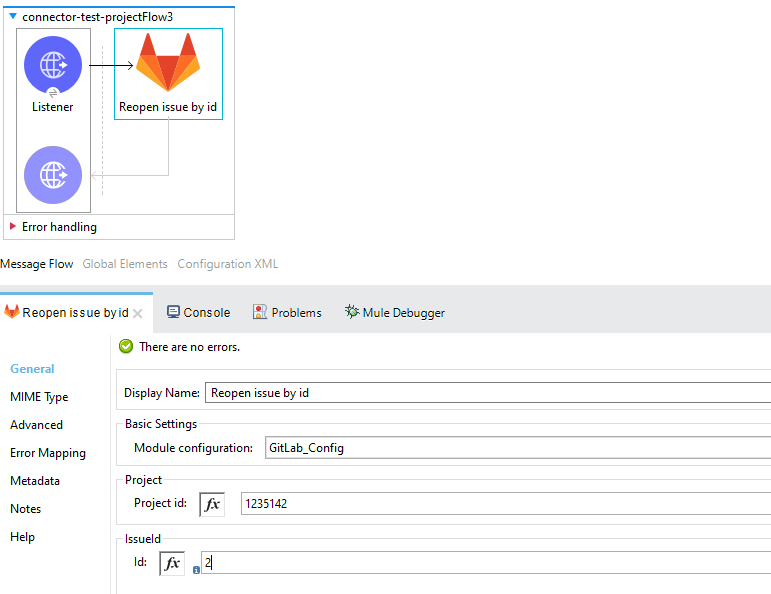 connector-test-projectFlow3
Listener
Reopen issue by id
Error handling
Message Flow Global Elements Configuration XML
Reopen issue by id Console Problems Mule Debugger
There are no errors.
General
MIME Type
Advanced
Error Mapping
Metadata
Notes
Help
Display Name: Reopen issue by id
Basic Settings
Module configuration: GitLab_Config
Project
Project id: fx 1235142
IssueId
Id: fx 2